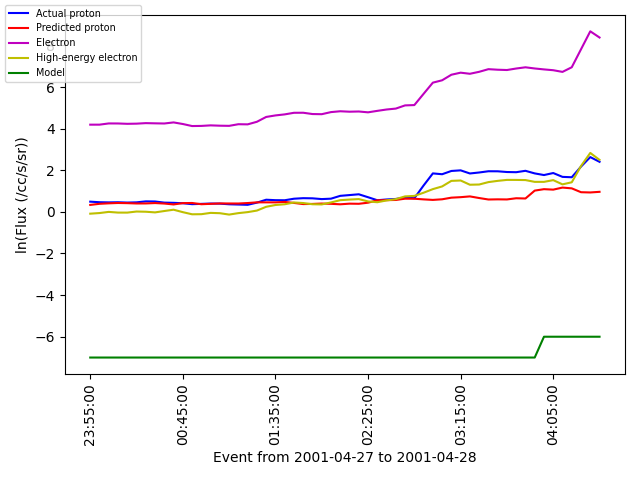 Actual proton
Predicted proton
Electron
High-energy electron
Model
8
6
4
2
0
−2
−4
−6
ln(Flux (/cc/s/sr))
23:55:00
00:45:00
01:35:00
02:25:00
03:15:00
04:05:00
Event from 2001-04-27 to 2001-04-28